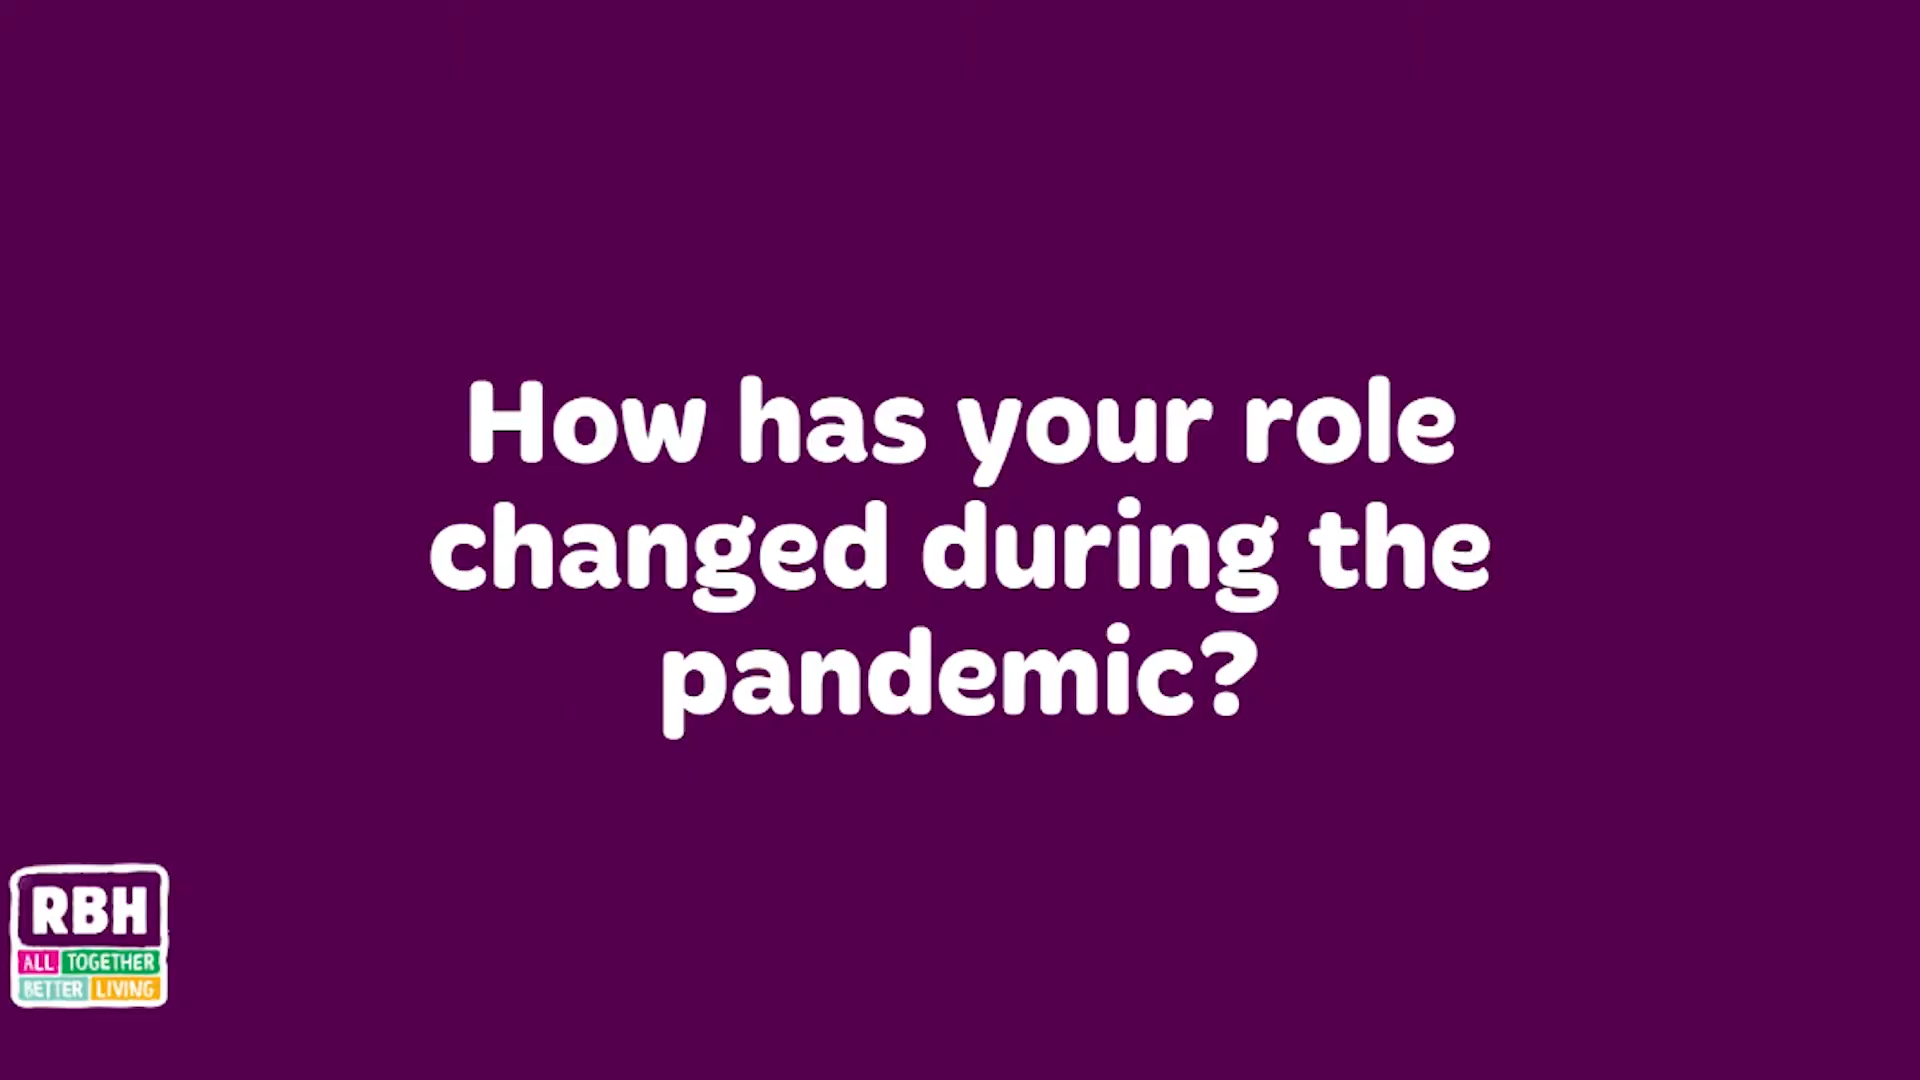 How has your role
changed during the
pandemic?
RBH
ALL TOGETHER
BETTER LIVING